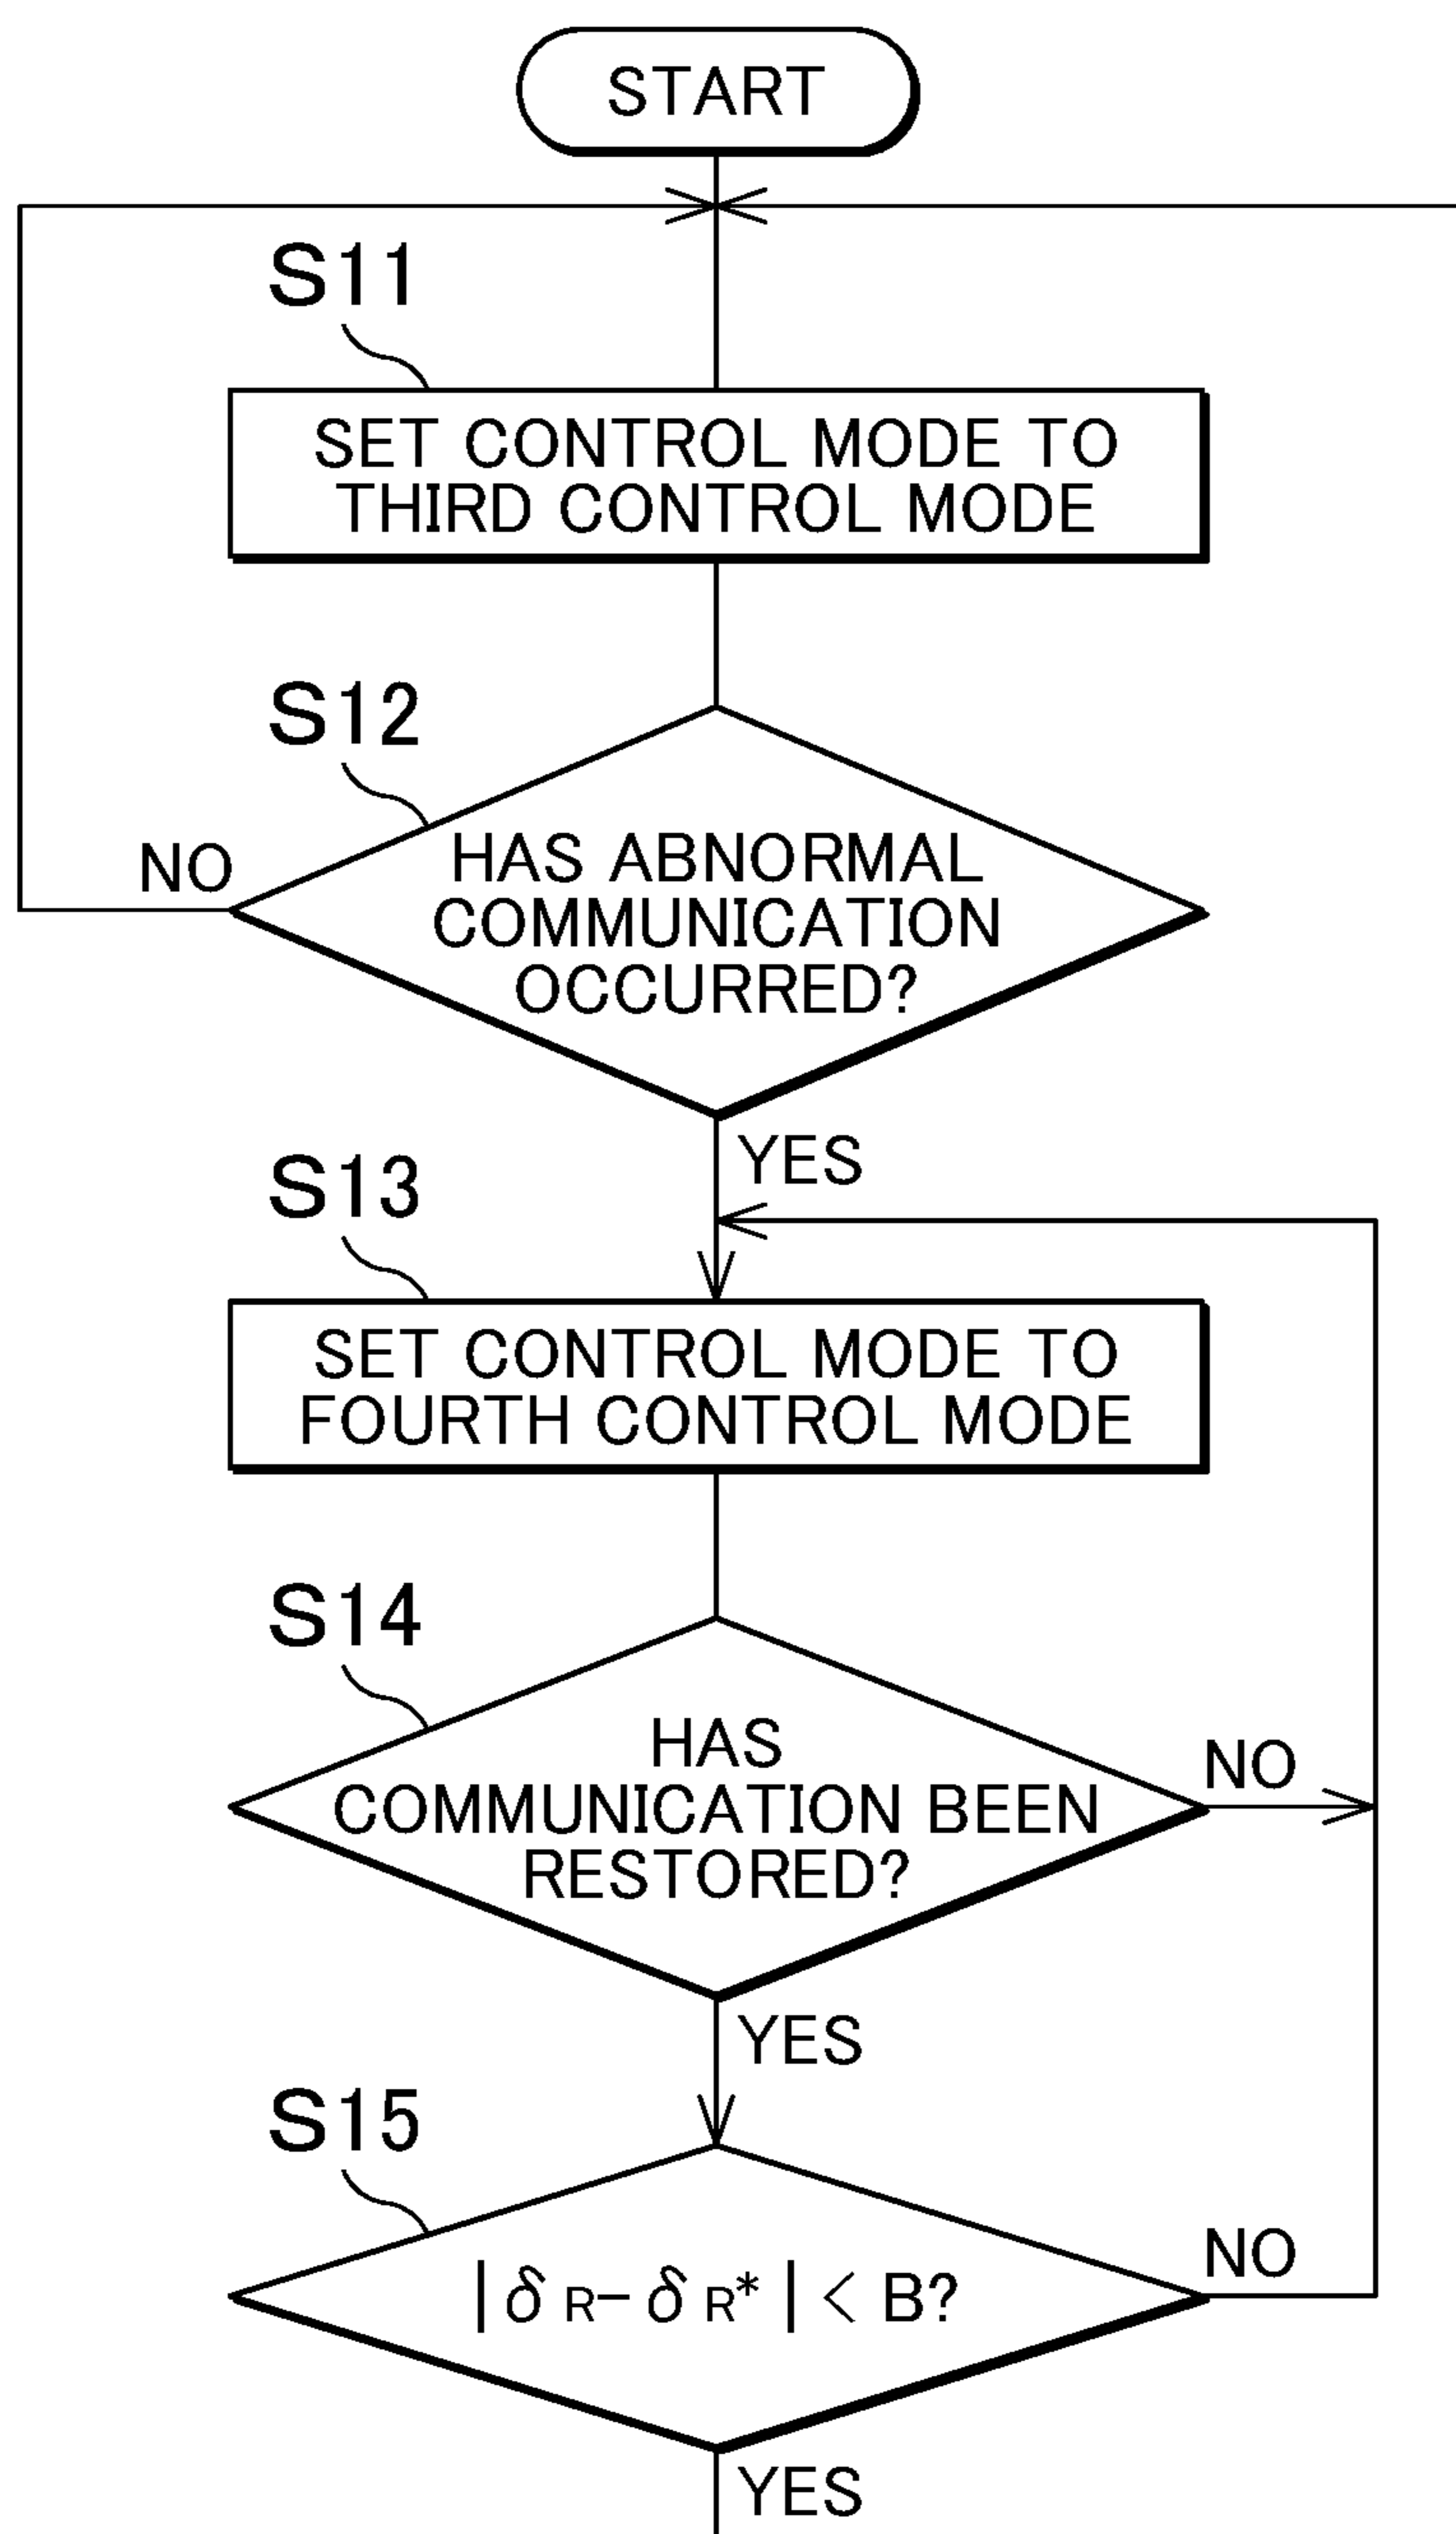 START
S11
SET CONTROL MODE TO
THIRD CONTROL MODE
S12
HAS ABNORMAL
COMMUNICATION
OCCURRED?
NO
YES
S13
SET CONTROL MODE TO
FOURTH CONTROL MODE
S14
HAS
COMMUNICATION BEEN
RESTORED?
NO
YES
S15
|δR-δR*| < B?
NO
YES